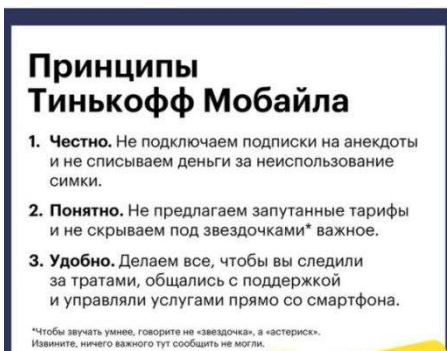 Принципы
Тинькофф Мобайла
1. Честно. Не подключаем подписки на анекдоты
и не списываем деньги за неиспользование
симки.
2. Понятно. Не предлагаем запутанные тарифы
и не скрываем под звездочками* важное.
3. Удобно. Делаем все, чтобы вы следили
за тратами, общались с поддержкой
и управляли услугами прямо со смартфона.
*Чтобы звучать умнее, говорите не «звездочка», а «астериск».
Извините, ничего важного тут сообщить не могли.